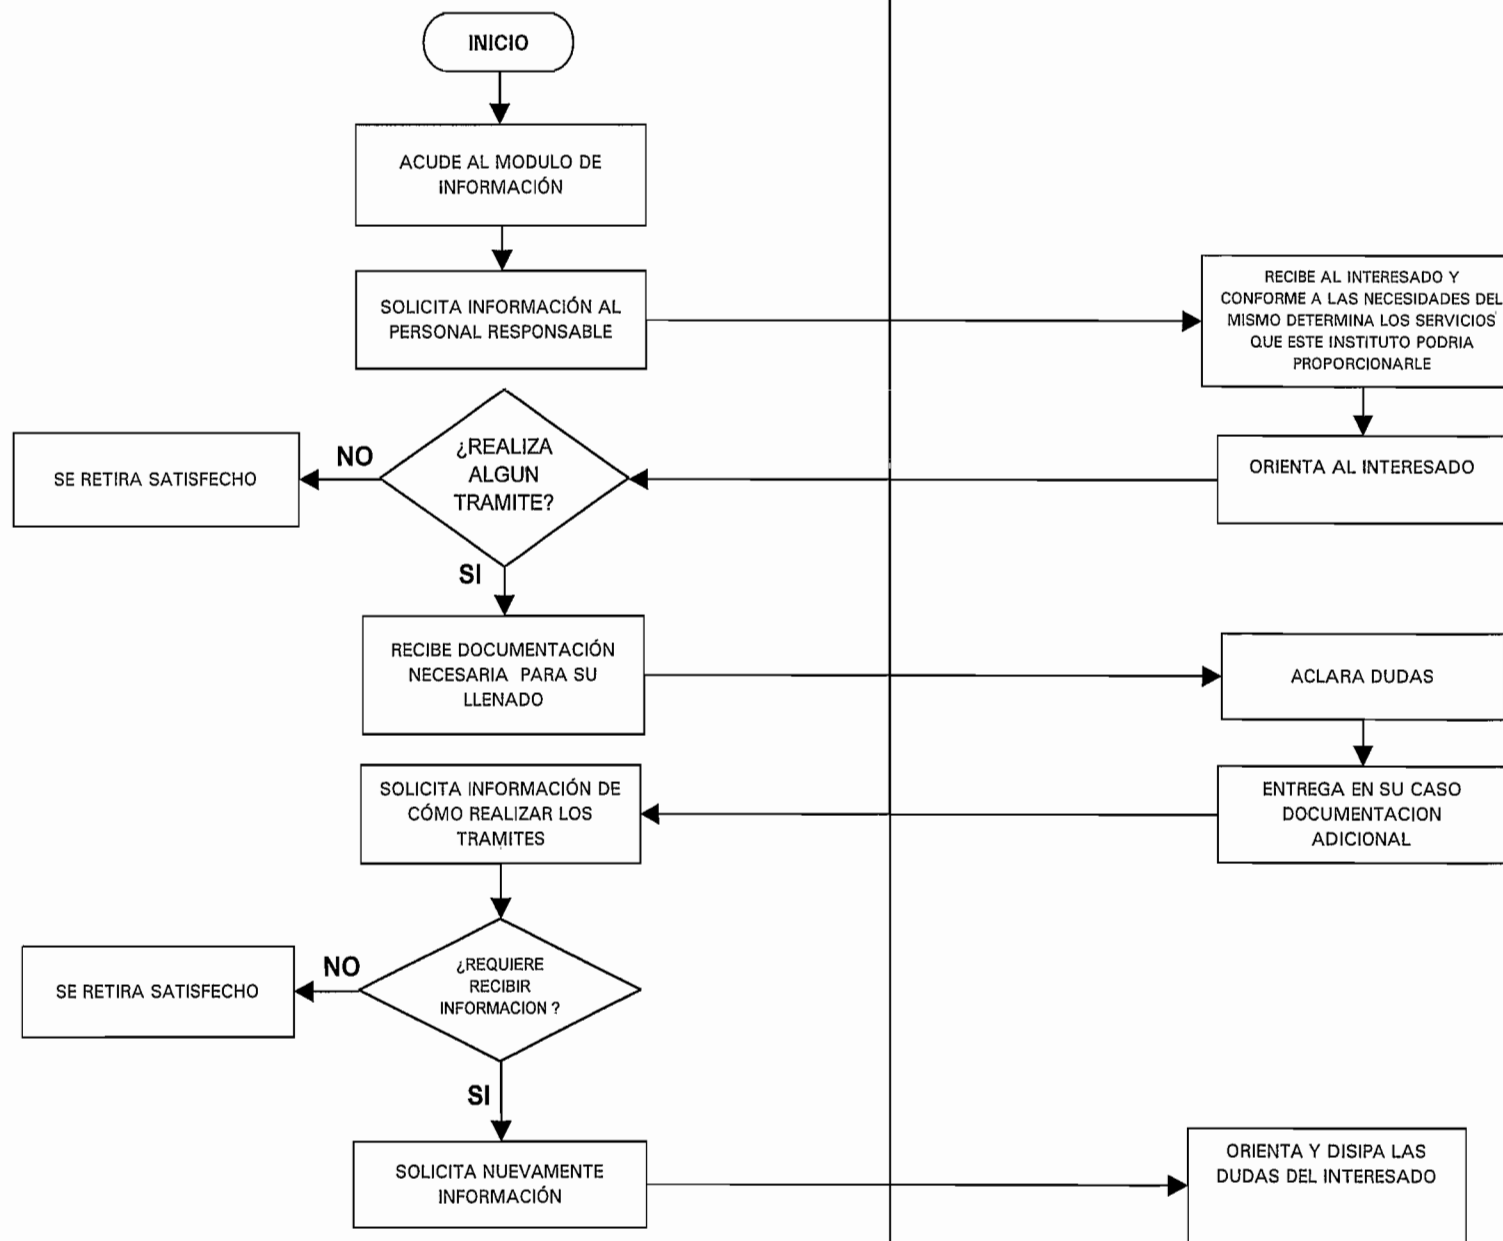 INICIO
ACUDE AL MODULO DE
INFORMACIÓN
SOLICITA INFORMACIÓN AL
PERSONAL RESPONSABLE
RECIBE AL INTERESADO Y
CONFORME A LAS NECESIDADES DEL
MISMO DETERMINA LOS SERVICIOS
QUE ESTE INSTITUTO PODRIA
PROPORCIONARLE
ORIENTA AL INTERESADO
¿REALIZA
ALGUN
TRAMITE?
NO
SE RETIRA SATISFECHO
SI
RECIBE DOCUMENTACIÓN
NECESARIA PARA SU
LLENADO
ACLARA DUDAS
ENTREGA EN SU CASO
DOCUMENTACION
ADICIONAL
SOLICITA INFORMACIÓN DE
CÓMO REALIZAR LOS
TRAMITES
¿REQUIERE
RECIBIR
INFORMACION ?
NO
SE RETIRA SATISFECHO
SI
SOLICITA NUEVAMENTE
INFORMACIÓN
ORIENTA Y DISIPA LAS
DUDAS DEL INTERESADO